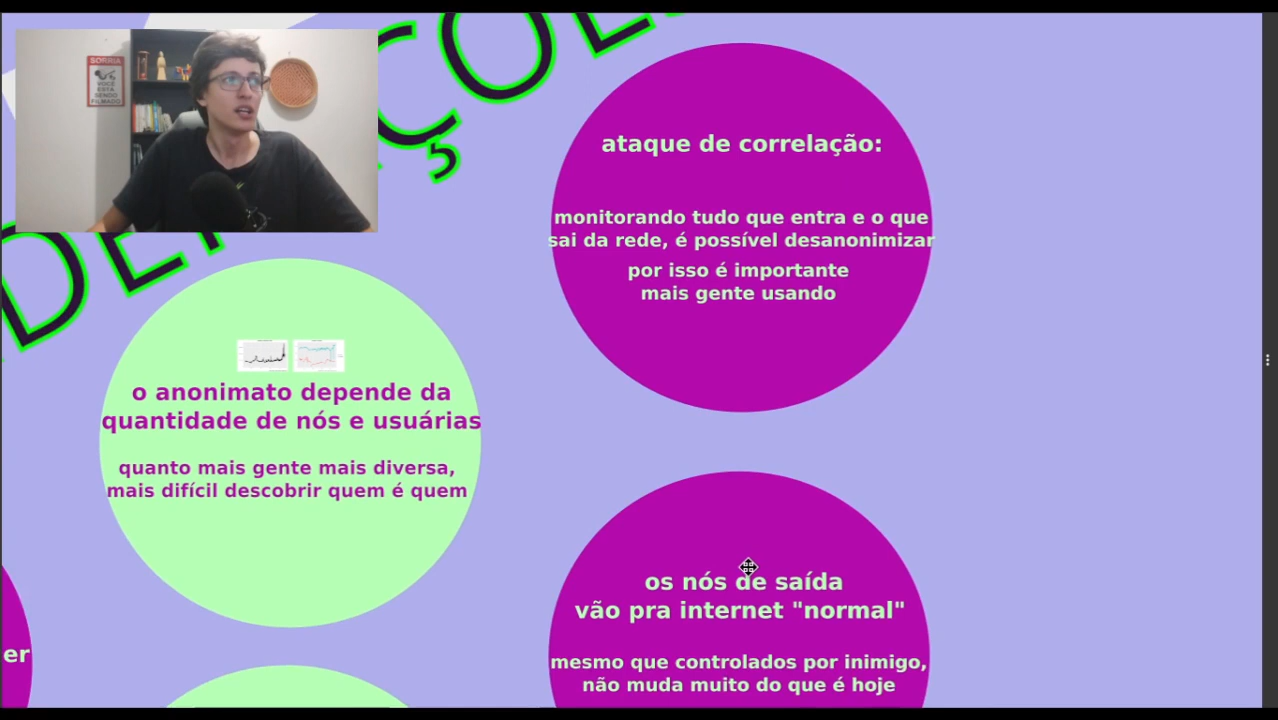 SORRIA
VOCÊ
ESTA
SENDO
FILMADO
ataque de correlação:
monitorando tudo que entra e o que
sai da rede, é possível desanonimizar
por isso é importante
mais gente usando
o anonimato depende da
quantidade de nós e usuárias
quanto mais gente mais diversa,
mais difícil descobrir quem é quem
os nós de saída
vão pra internet "normal"
mesmo que controlados por inimigo,
não muda muito do que é hoje
er